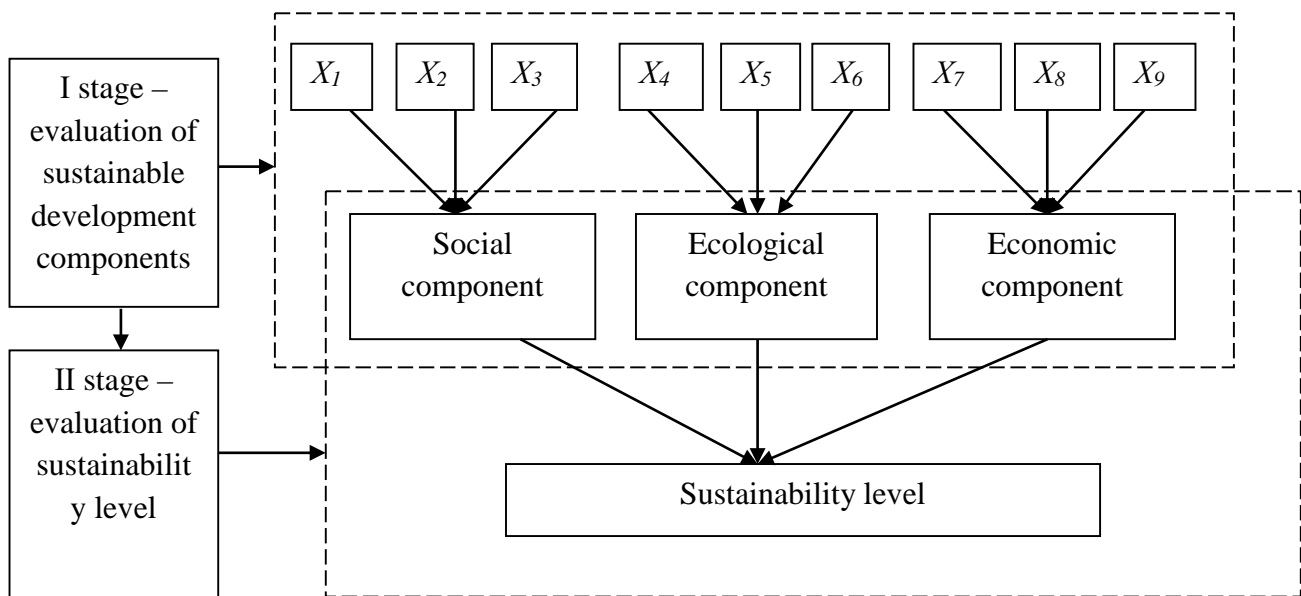 X1 X2 X3 X4 X5 X6 X7 X8 X9
I stage –
evaluation of
sustainable
development
components
Social
component
Ecological
component
Economic
component
II stage –
evaluation of
sustainabilit
y level
Sustainability level